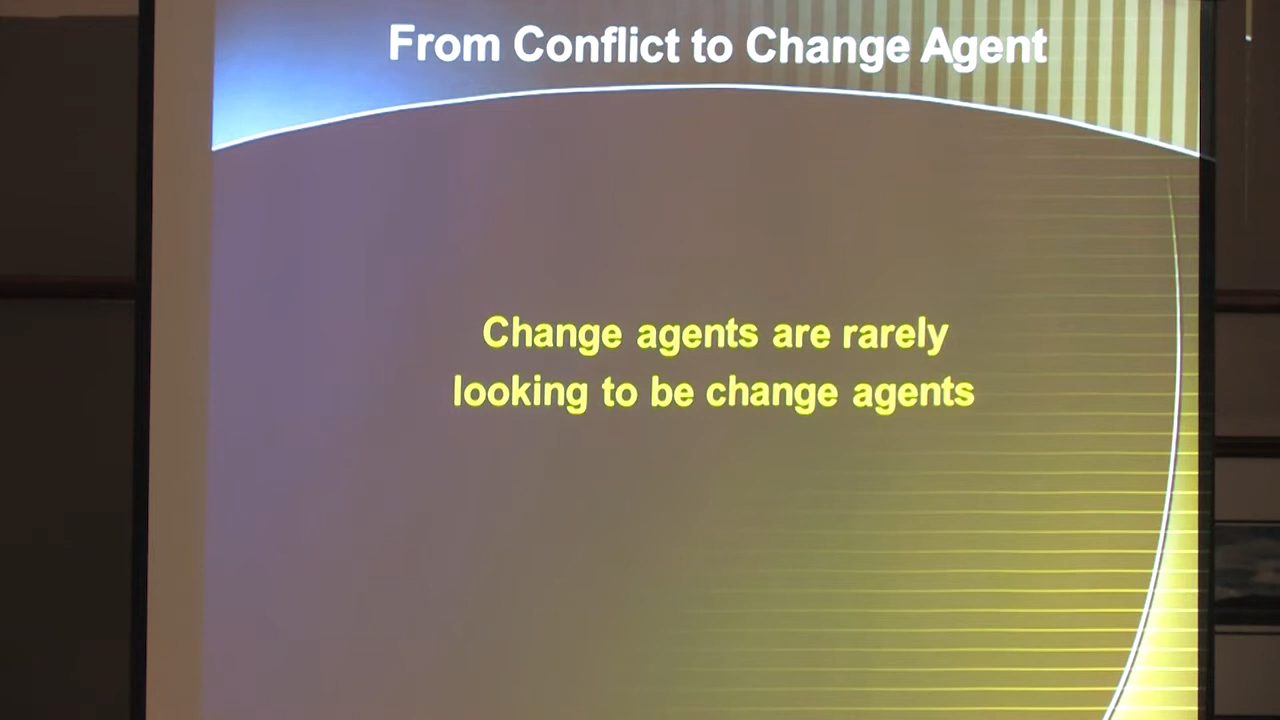 From Conflict to Change Agent
Change agents are rarely
looking to be change agents